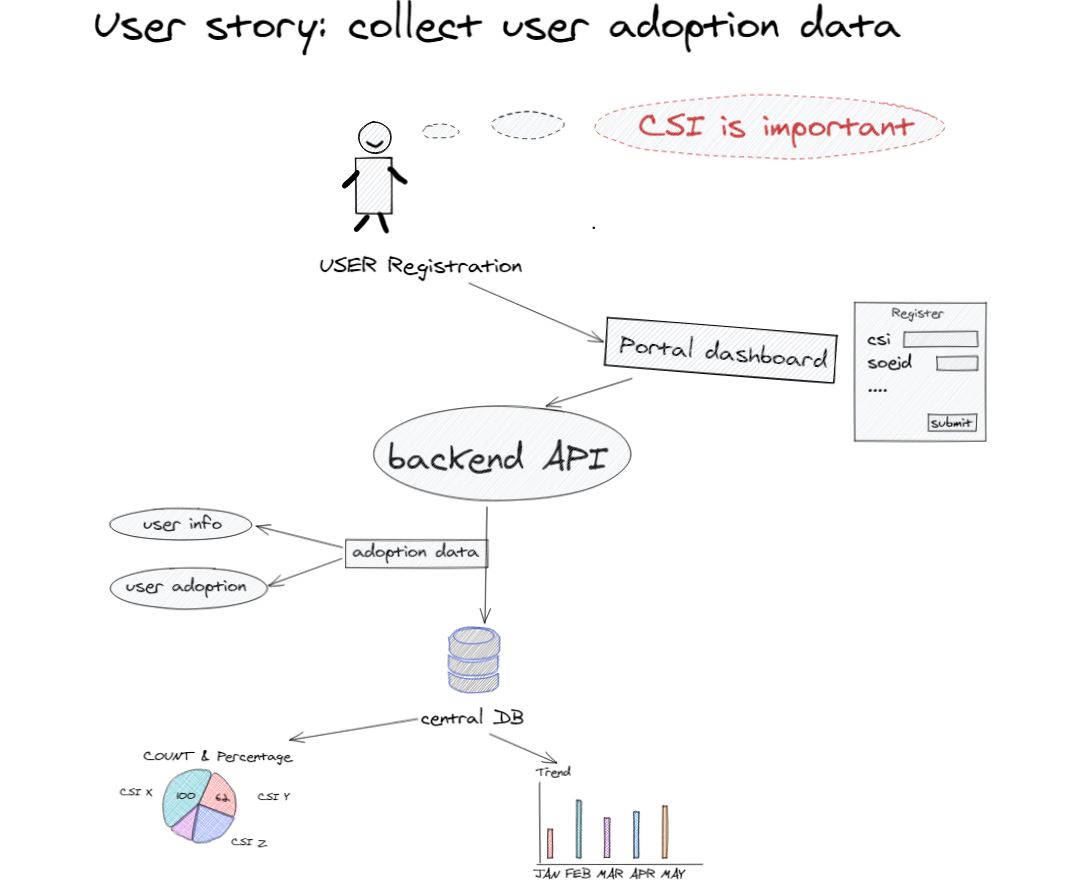 User story: collect user adoption data
CSI is important
USER Registration
Portal dashboard
Register
csi
soeid
....
submit
backend API
user info
adoption data
user adoption
central DB
COUNT & Percentage
CSI X
100
62
CSI Y
CSI Z
Trend
JAN FEB MAR APR MAY